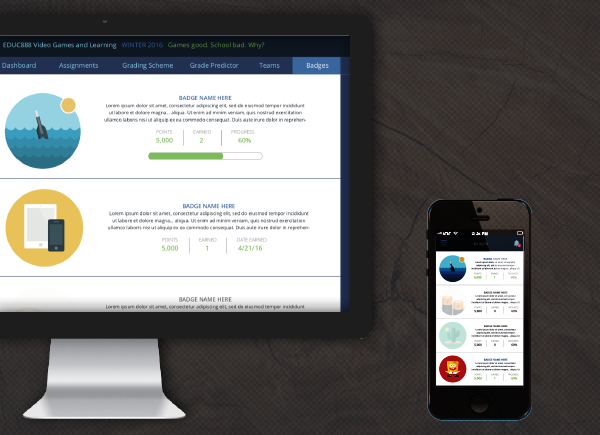 EDUC888 Video Games and Learning WINTER 2016 Games good. School bad. Why?
Dashboard Assignments Grading Scheme Grade Predictor Teams Badges
BADGE NAME HERE
Lorem ipsum dolor sit amet, consectetur adipiscing elit, sed do eiusmod tempor incididunt
ut labore et dolore magna... aliqua. Ut enim ad minim veniam, quis nostrud exercitation
ullamco laboris nisi ut aliquip ex ea commodo consequat. Duis aute irure dolor in reprehen-
POINTS EARNED PROGRESS
5,000 2 60%
BADGE NAME HERE
Lorem ipsum dolor sit amet, consectetur adipiscing elit, sed do eiusmod tempor incididunt
ut labore et dolore magna... aliqua. Ut enim ad minim veniam, quis nostrud exercitation
ullamco laboris nisi ut aliquip ex ea commodo consequat. Duis aute irure dolor in reprehen-
POINTS EARNED DATE EARNED
5,000 1 4/21/16
BADGE NAME HERE
Lorem ipsum dolor sit amet, consectetur adipiscing elit, sed do eiusmod tempor incididunt
BADGE NAME HERE
BADGE NAME HERE
5,000 0 60%
BADGE NAME HERE
5,000 0 60%
BADGE NAME HERE
5,000 1 60%